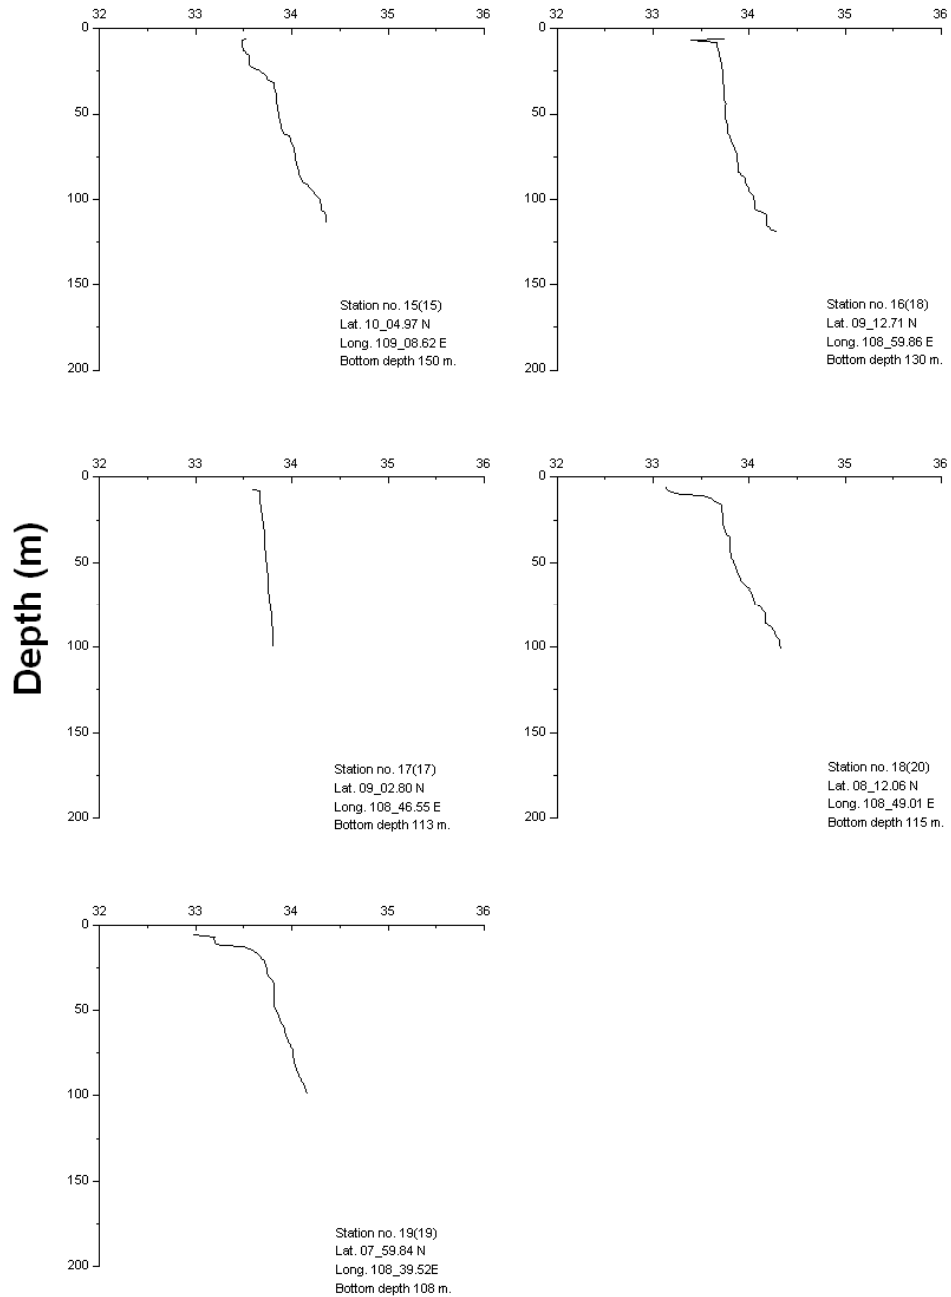 32 33 34 35 36
0
50
100
150
200
Station no. 15(15)
Lat. 10_04.97 N
Long. 109_08.62 E
Bottom depth 150 m.
32 33 34 35 36
0
50
100
150
200
Station no. 16(18)
Lat. 09_12.71 N
Long. 108_59.86 E
Bottom depth 130 m.
Depth (m)
32 33 34 35 36
0
50
100
150
200
Station no. 17(17)
Lat. 09_02.80 N
Long. 108_46.55 E
Bottom depth 113 m.
32 33 34 35 36
0
50
100
150
200
Station no. 18(20)
Lat. 08_12.06 N
Long. 108_49.01 E
Bottom depth 115 m.
32 33 34 35 36
0
50
100
150
200
Station no. 19(19)
Lat. 07_59.84 N
Long. 108_39.52E
Bottom depth 108 m.